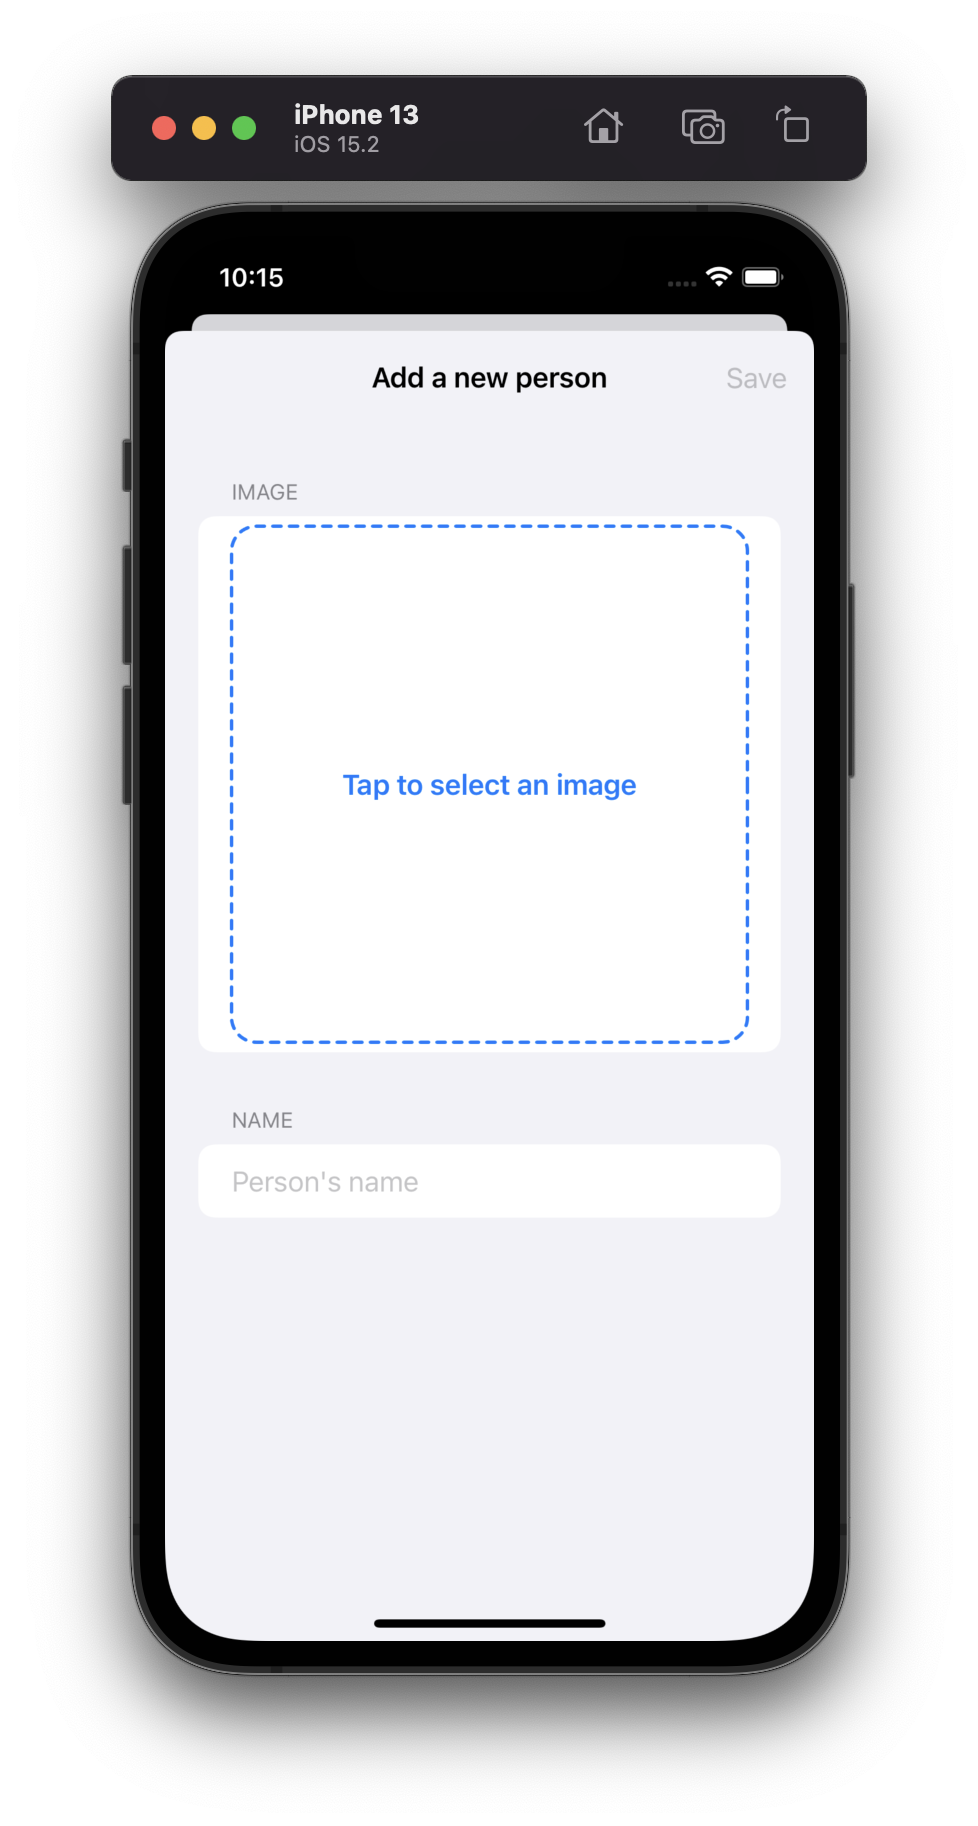 iPhone 13
iOS 15.2
10:15
Add a new person
Save
IMAGE
Tap to select an image
NAME
Person's name